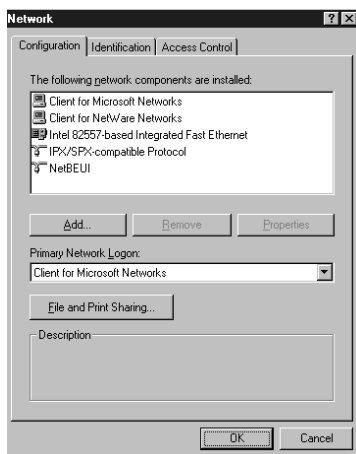 Network
Configuration Identification Access Control
The following network components are installed:
Client for Microsoft Networks
Client for NetWare Networks
Intel 82557-based Integrated Fast Ethernet
IPX/SPX-compatible Protocol
NetBEUI
Add... Remove Properties
Primary Network Logon:
Client for Microsoft Networks
File and Print Sharing...
Description
OK Cancel